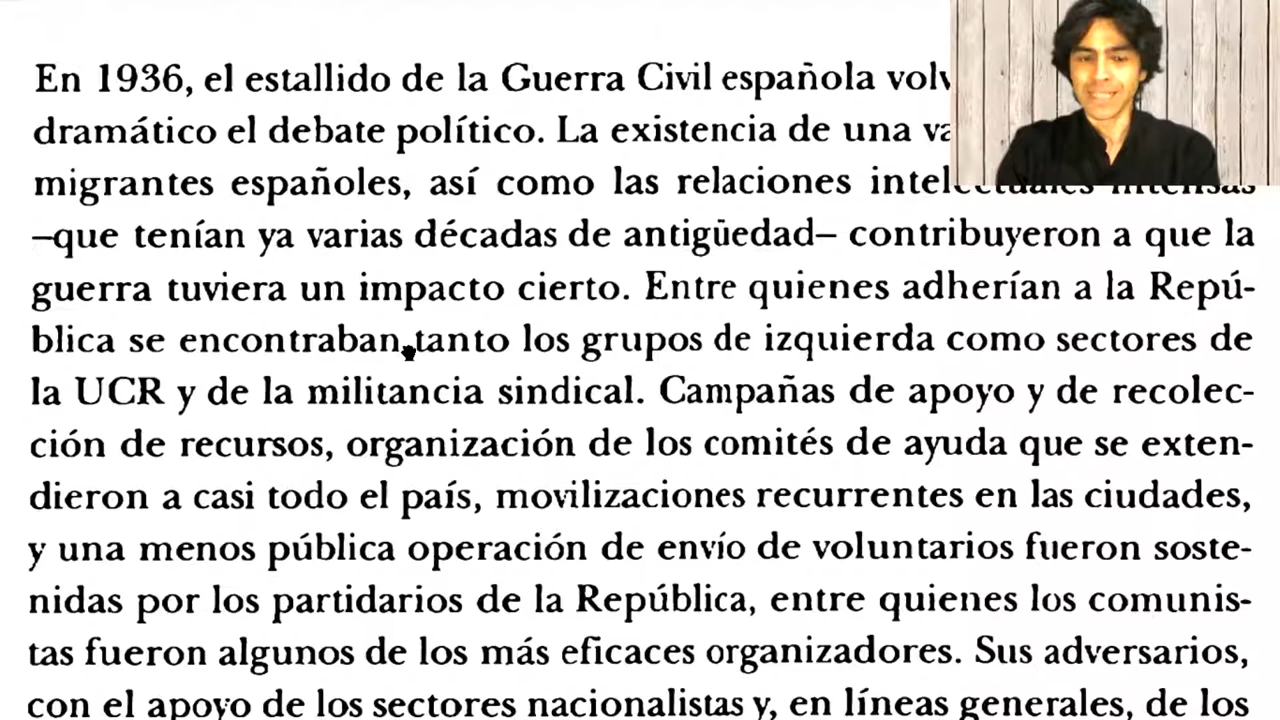 En 1936, el estallido de la Guerra Civil española
dramático el debate político. La existencia de una
migrantes españoles, así como las relaciones intelectuales intensas
–que tenían ya varias décadas de antigüedad– contribuyeron a que la
guerra tuviera un impacto cierto. Entre quienes adherían a la Repú-
blica se encontraban tanto los grupos de izquierda como sectores de
la UCR y de la militancia sindical. Campañas de apoyo y de recolec-
ción de recursos, organización de los comités de ayuda que se exten-
dieron a casi todo el país, movilizaciones recurrentes en las ciudades,
y una menos pública operación de envío de voluntarios fueron soste-
nidas por los partidarios de la República, entre quienes los comunis-
tas fueron algunos de los más eficaces organizadores. Sus adversarios,
con el apoyo de los sectores nacionalistas y, en líneas generales, de los